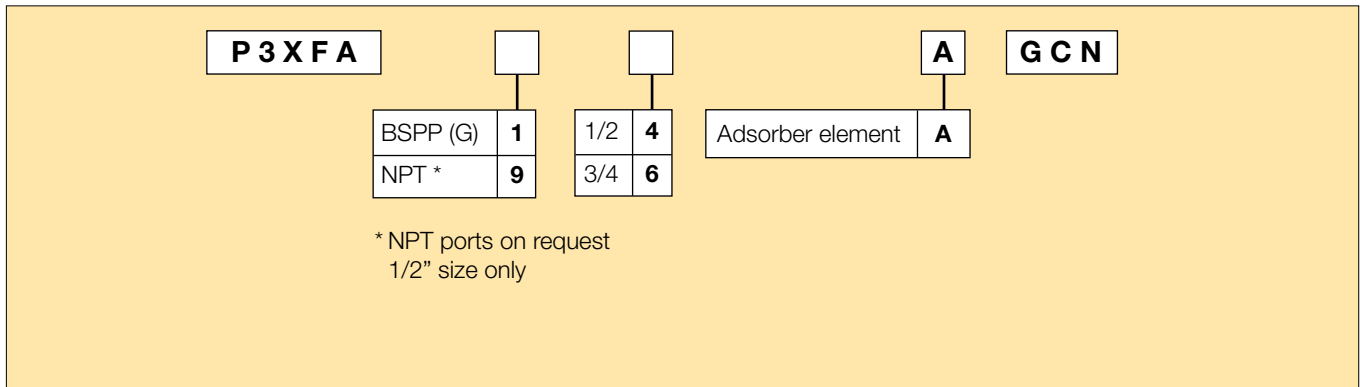 P3XFA A GCN
BSPP (G) 1 1/2 4 Adsorber element A
NPT * 9 3/4 6
* NPT ports on request
1/2” size only